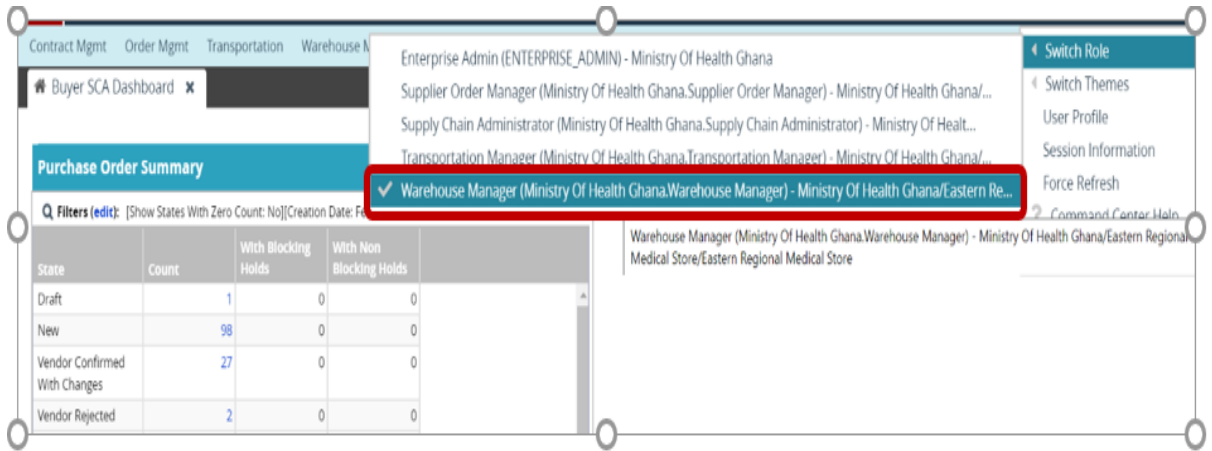 Contract Mgmt Order Mgmt Transportation Warehouse M
Buyer SCA Dashboard x
Enterprise Admin (ENTERPRISE_ADMIN) - Ministry Of Health Ghana
Supplier Order Manager (Ministry Of Health Ghana.Supplier Order Manager) - Ministry Of Health Ghana/...
Supply Chain Administrator (Ministry Of Health Ghana.Supply Chain Administrator) - Ministry Of Healt...
Transportation Manager (Ministry Of Health Ghana.Transportation Manager) - Ministry Of Health Ghana/...
Warehouse Manager (Ministry Of Health Ghana.Warehouse Manager) - Ministry Of Health Ghana/Eastern Re...
Switch Role
Switch Themes
User Profile
Session Information
Force Refresh
? Command Center Help
Warehouse Manager (Ministry Of Health Ghana.Warehouse Manager) - Ministry Of Health Ghana/Eastern Regional
Medical Store/Eastern Regional Medical Store
Purchase Order Summary
Filters (edit): [Show States With Zero Count: No][Creation Date: Fe
State Count With Blocking Holds With Non Blocking Holds
Draft 1 0 0
New 98 0 0
Vendor Confirmed With Changes 27 0 0
Vendor Rejected 2 0 0